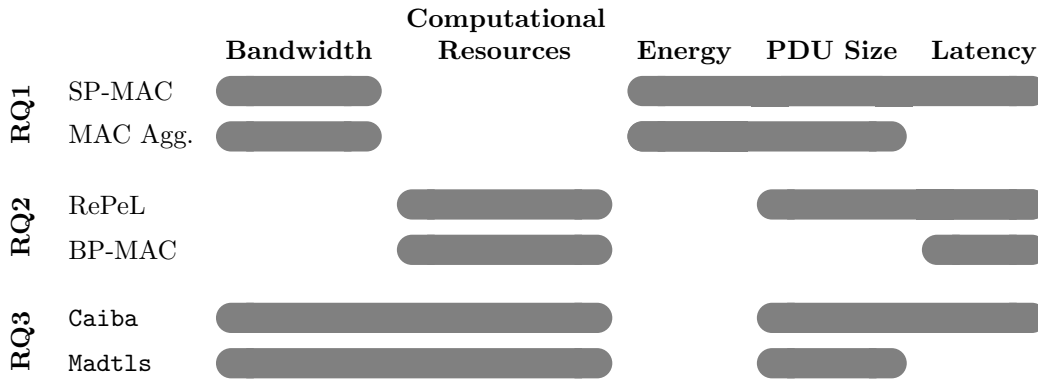 Computational
Bandwidth Resources Energy PDU Size Latency
RQ1
SP-MAC
MAC Agg.
RQ2
RePeL
BP-MAC
RQ3
Caiba
Madtls